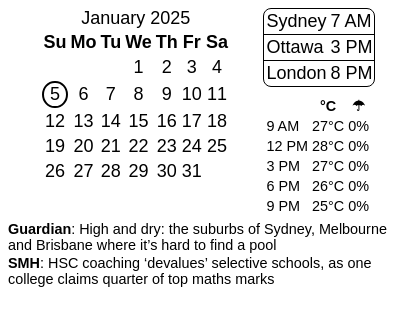 January 2025
Su Mo Tu We Th Fr Sa
1 2 3 4
5 6 7 8 9 10 11
12 13 14 15 16 17 18
19 20 21 22 23 24 25
26 27 28 29 30 31
Sydney 7 AM
Ottawa 3 PM
London 8 PM
°C ☂
9 AM 27°C 0%
12 PM 28°C 0%
3 PM 27°C 0%
6 PM 26°C 0%
9 PM 25°C 0%
Guardian: High and dry: the suburbs of Sydney, Melbourne
and Brisbane where it’s hard to find a pool
SMH: HSC coaching ‘devalues’ selective schools, as one
college claims quarter of top maths marks